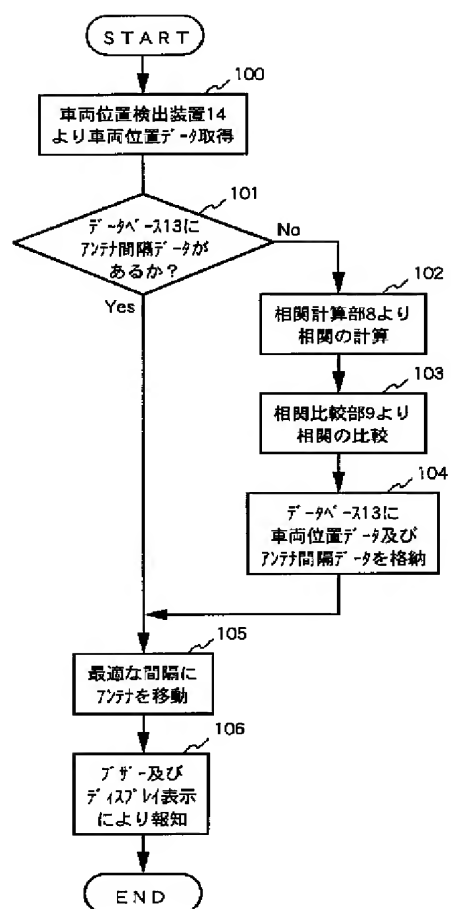 START
100
車両位置検出装置14
より車両位置データ取得
101
データベース13に
アンテナ間隔データが
あるか?
No
Yes
102
相関計算部8より
相関の計算
103
相関比較部9より
相関の比較
104
データベース13に
車両位置データ及び
アンテナ間隔データを格納
105
最適な間隔に
アンテナを移動
106
ブザー及び
ディスプレイ表示
により報知
END